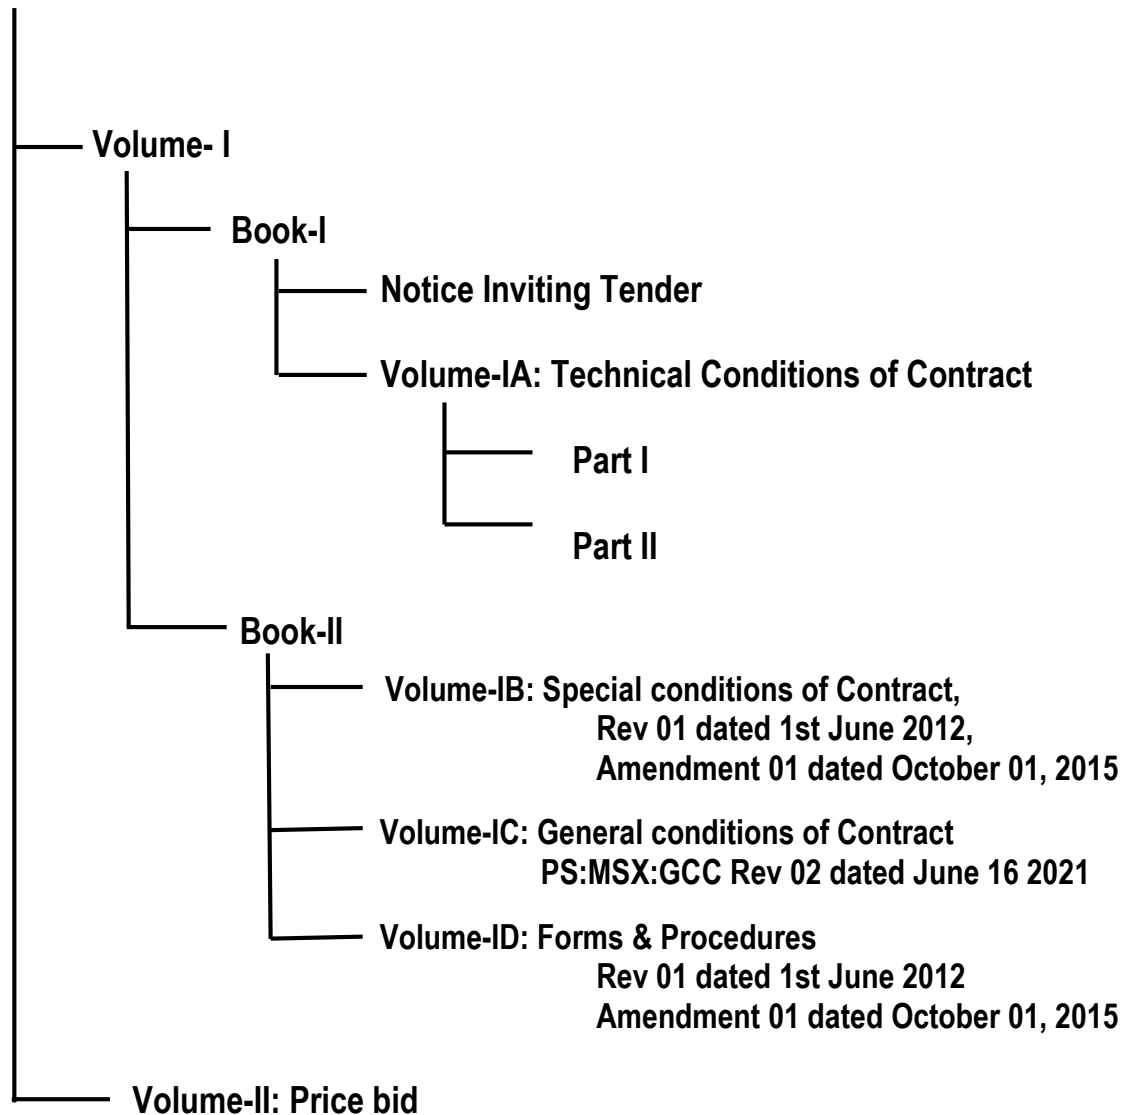 Volume- I
Book-I
Notice Inviting Tender
Volume-IA: Technical Conditions of Contract
Part I
Part II
Book-II
Volume-IB: Special conditions of Contract,
Rev 01 dated 1st June 2012,
Amendment 01 dated October 01, 2015
Volume-IC: General conditions of Contract
PS:MSX:GCC Rev 02 dated June 16 2021
Volume-ID: Forms & Procedures
Rev 01 dated 1st June 2012
Amendment 01 dated October 01, 2015
Volume-II: Price bid